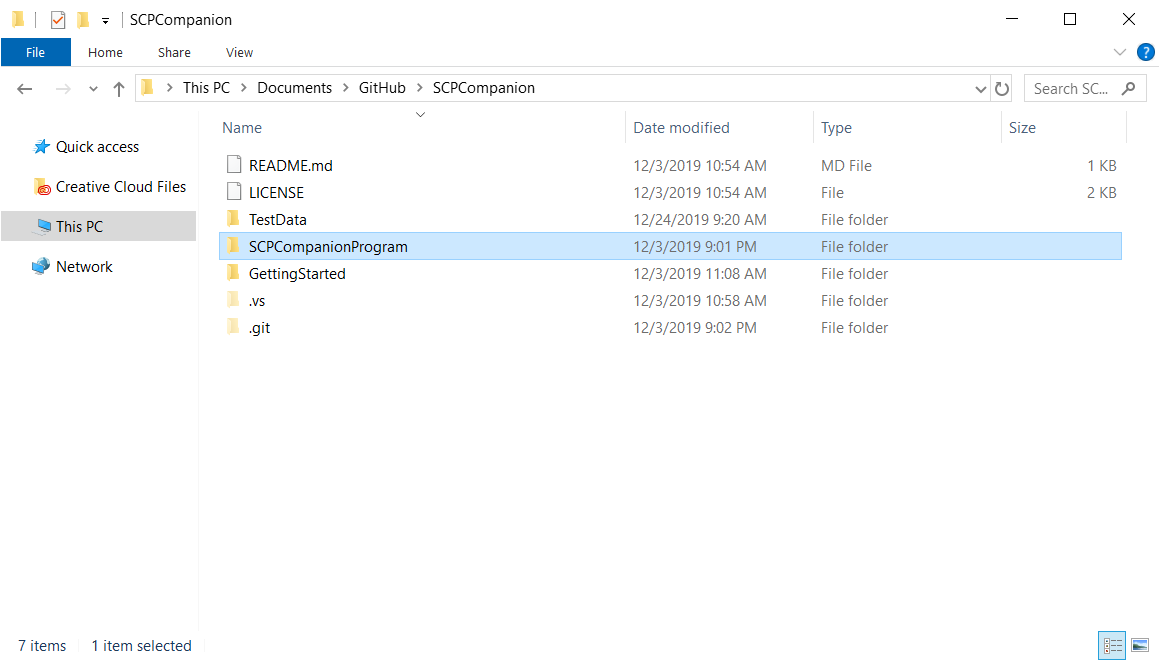 SCPCompanion
File Home Share View
This PC Documents GitHub SCPCompanion Search SC...
Name Date modified Type Size
Quick access
Creative Cloud Files
This PC
Network
README.md 12/3/2019 10:54 AM MD File 1 KB
LICENSE 12/3/2019 10:54 AM File 2 KB
TestData 12/24/2019 9:20 AM File folder
SCPCompanionProgram 12/3/2019 9:01 PM File folder
GettingStarted 12/3/2019 11:08 AM File folder
.vs 12/3/2019 10:58 AM File folder
.git 12/3/2019 9:02 PM File folder
7 items 1 item selected